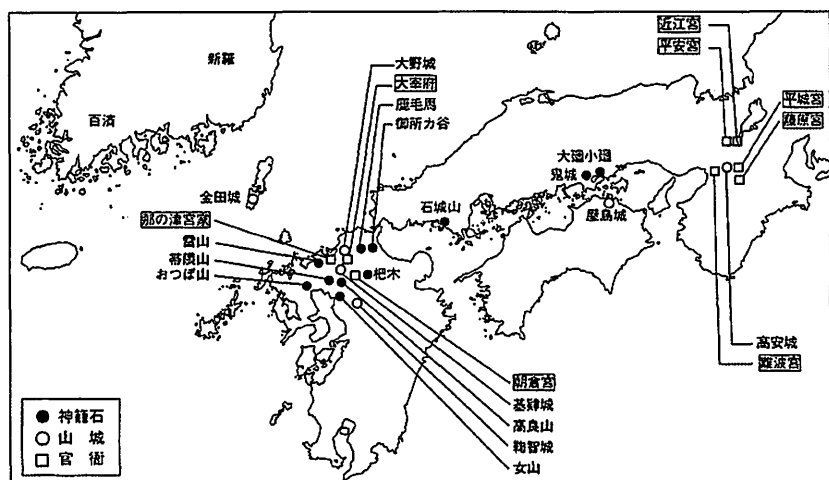 近江宮
平安宮
新羅
大野城
大宰府
鹿毛馬
御所ヶ谷
平城宮
藤原宮
百済
大廻小廻
鬼城
金田城
石城山
屋島城
那の津宮家
雷山
帯隈山
おつぼ山
杷木
高安城
難波宮
朝倉宮
基肄城
高良山
鞠智城
女山
神籠石
山城
官衙